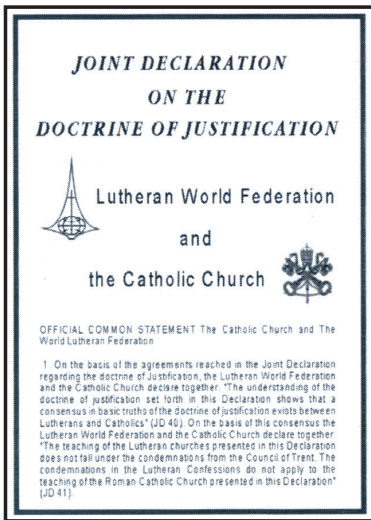 JOINT DECLARATION
ON THE
DOCTRINE OF JUSTIFICATION
Lutheran World Federation
and
the Catholic Church
OFFICIAL COMMON STATEMENT The Catholic Church and The
World Lutheran Federation
1 On the basis of the agreements reached in the Joint Declaration
regarding the doctrine of Justification, the Lutheran World Federation
and the Catholic Church declare together: "The understanding of the
doctrine of justification set forth in this Declaration shows that a
consensus in basic truths of the doctrine of justification exists between
Lutherans and Catholics" (JD 40). On the basis of this consensus the
Lutheran World Federation and the Catholic Church declare together
"The teaching of the Lutheran churches presented in this Declaration
does not fall under the condemnations from the Council of Trent. The
condemnations in the Lutheran Confessions do not apply to the
teaching of the Roman Catholic Church presented in this Declaration"
(JD 41).